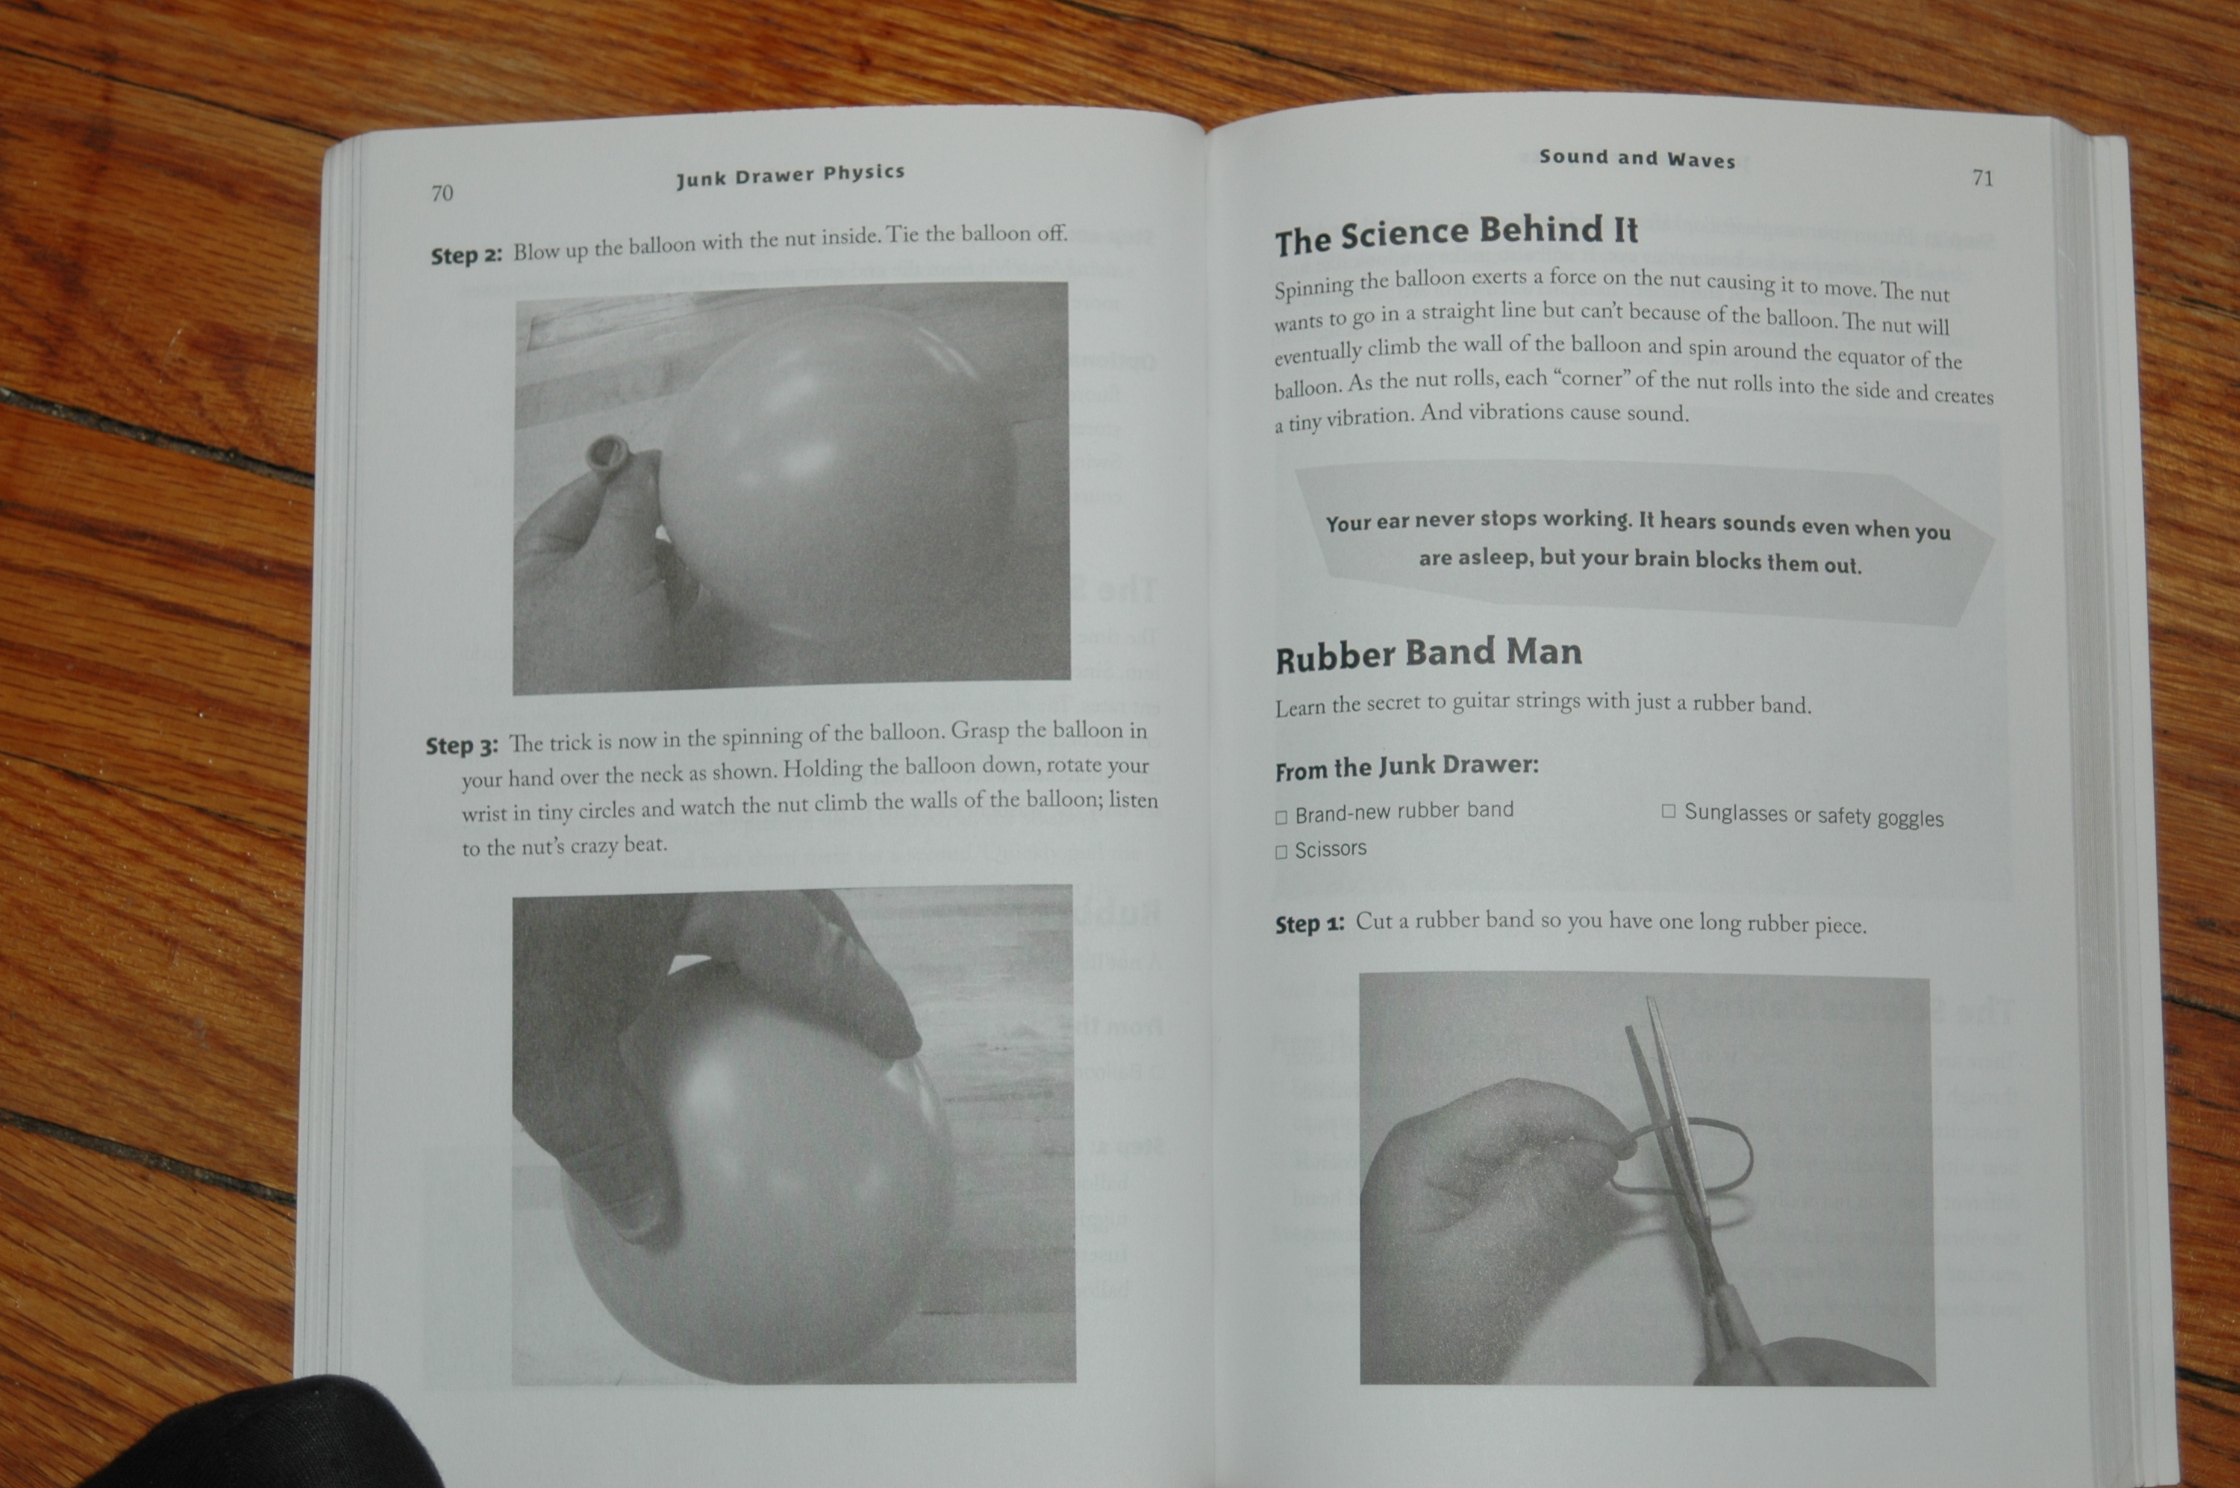 70
Junk Drawer Physics
Step 2: Blow up the balloon with the nut inside. Tie the balloon off.
Step 3: The trick is now in the spinning of the balloon. Grasp the balloon in
your hand over the neck as shown. Holding the balloon down, rotate your
wrist in tiny circles and watch the nut climb the walls of the balloon; listen
to the nut's crazy beat.
Sound and Waves
71
The Science Behind It
Spinning the balloon exerts a force on the nut causing it to move. The nut
wants to go in a straight line but can't because of the balloon. The nut will
eventually climb the wall of the balloon and spin around the equator of the
balloon. As the nut rolls, each “corner” of the nut rolls into the side and creates
a tiny vibration. And vibrations cause sound.
Your ear never stops working. It hears sounds even when you
are asleep, but your brain blocks them out.
Rubber Band Man
Learn the secret to guitar strings with just a rubber band.
From the Junk Drawer:
☐ Brand-new rubber band
☐ Scissors
☐ Sunglasses or safety goggles
Step 1: Cut a rubber band so you have one long rubber piece.